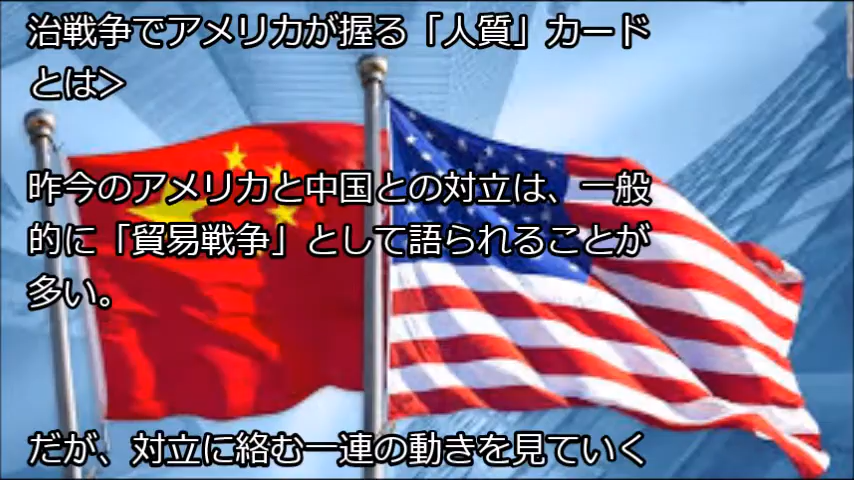 治戦争でアメリカが握る「人質」カード
とは>
昨今のアメリカと中国との対立は、一般
的に「貿易戦争」として語られることが
多い。
だが、対立に絡む一連の動きを見ていく